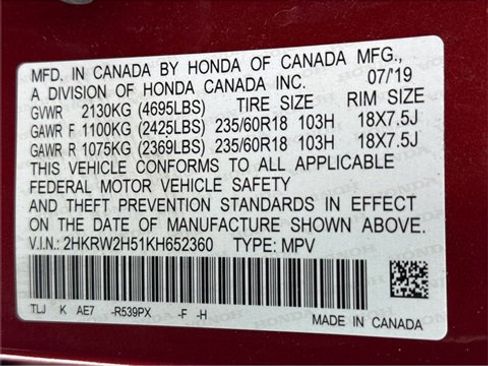 MFD. IN CANADA BY HONDA OF CANADA MFG.,
A DIVISION OF HONDA CANADA INC. 07/19
GVWR 2130KG (4695LBS) TIRE SIZE RIM SIZE
GAWR F 1100KG (2425LBS) 235/60R18 103H 18X7.5J
GAWR R 1075KG (2369LBS) 235/60R18 103H 18X7.5J
THIS VEHICLE CONFORMS TO ALL APPLICABLE
FEDERAL MOTOR VEHICLE SAFETY
AND THEFT PREVENTION STANDARDS IN EFFECT
ON THE DATE OF MANUFACTURE SHOWN ABOVE.
V.I.N.: 2HKRW2H51KH652360 TYPE: MPV
TLJ K AE7 -R539PX -F -H
MADE IN CANADA